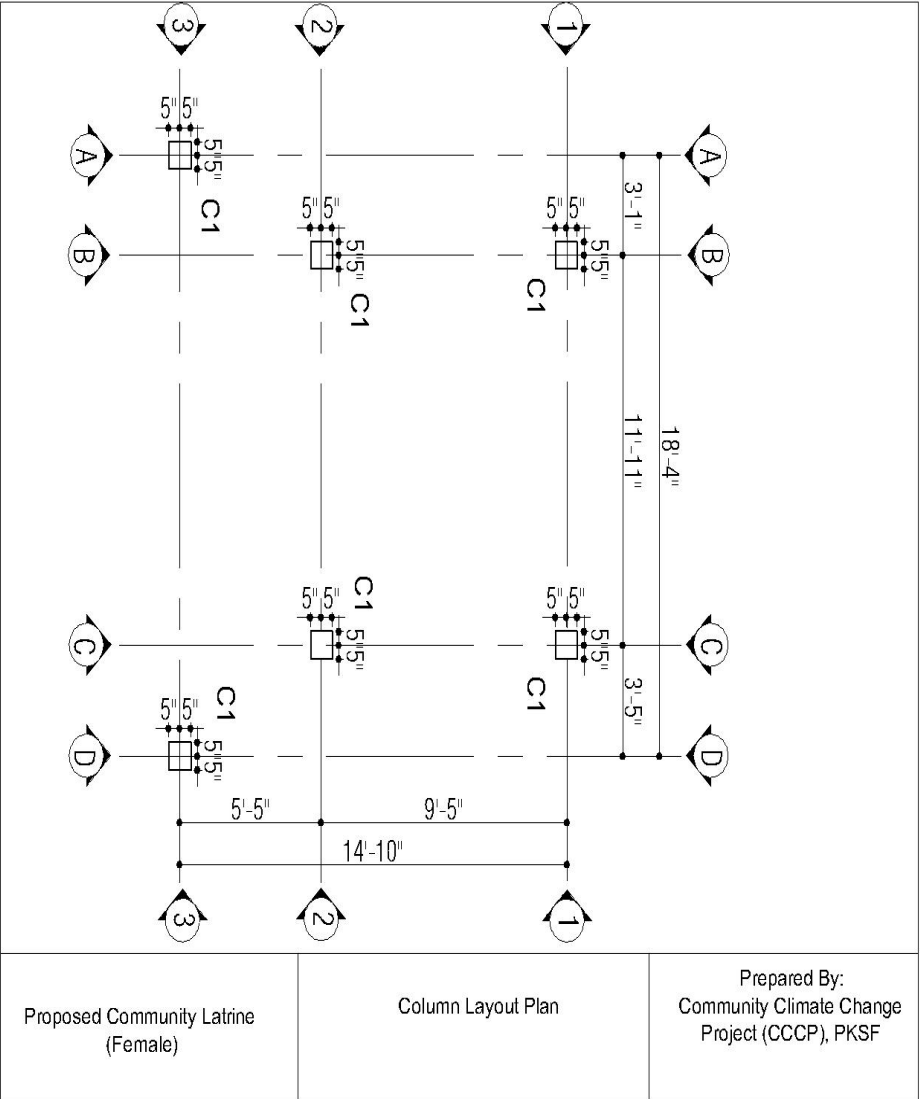 3
2
1
5" 5"
A
5"
5"
C1
A
3'-1"
5" 5"
5"
5"
C1
5" 5"
5"
5"
C1
B
B
11'-11"
18'-4"
5" 5"
5"
5"
C1
5" 5"
5"
5"
C1
C
C
3'-5"
5" 5"
5"
5"
C1
D
D
5'-5"
9'-5"
14'-10"
3
2
1
Proposed Community Latrine
(Female)
Column Layout Plan
Prepared By:
Community Climate Change
Project (CCCP), PKSF